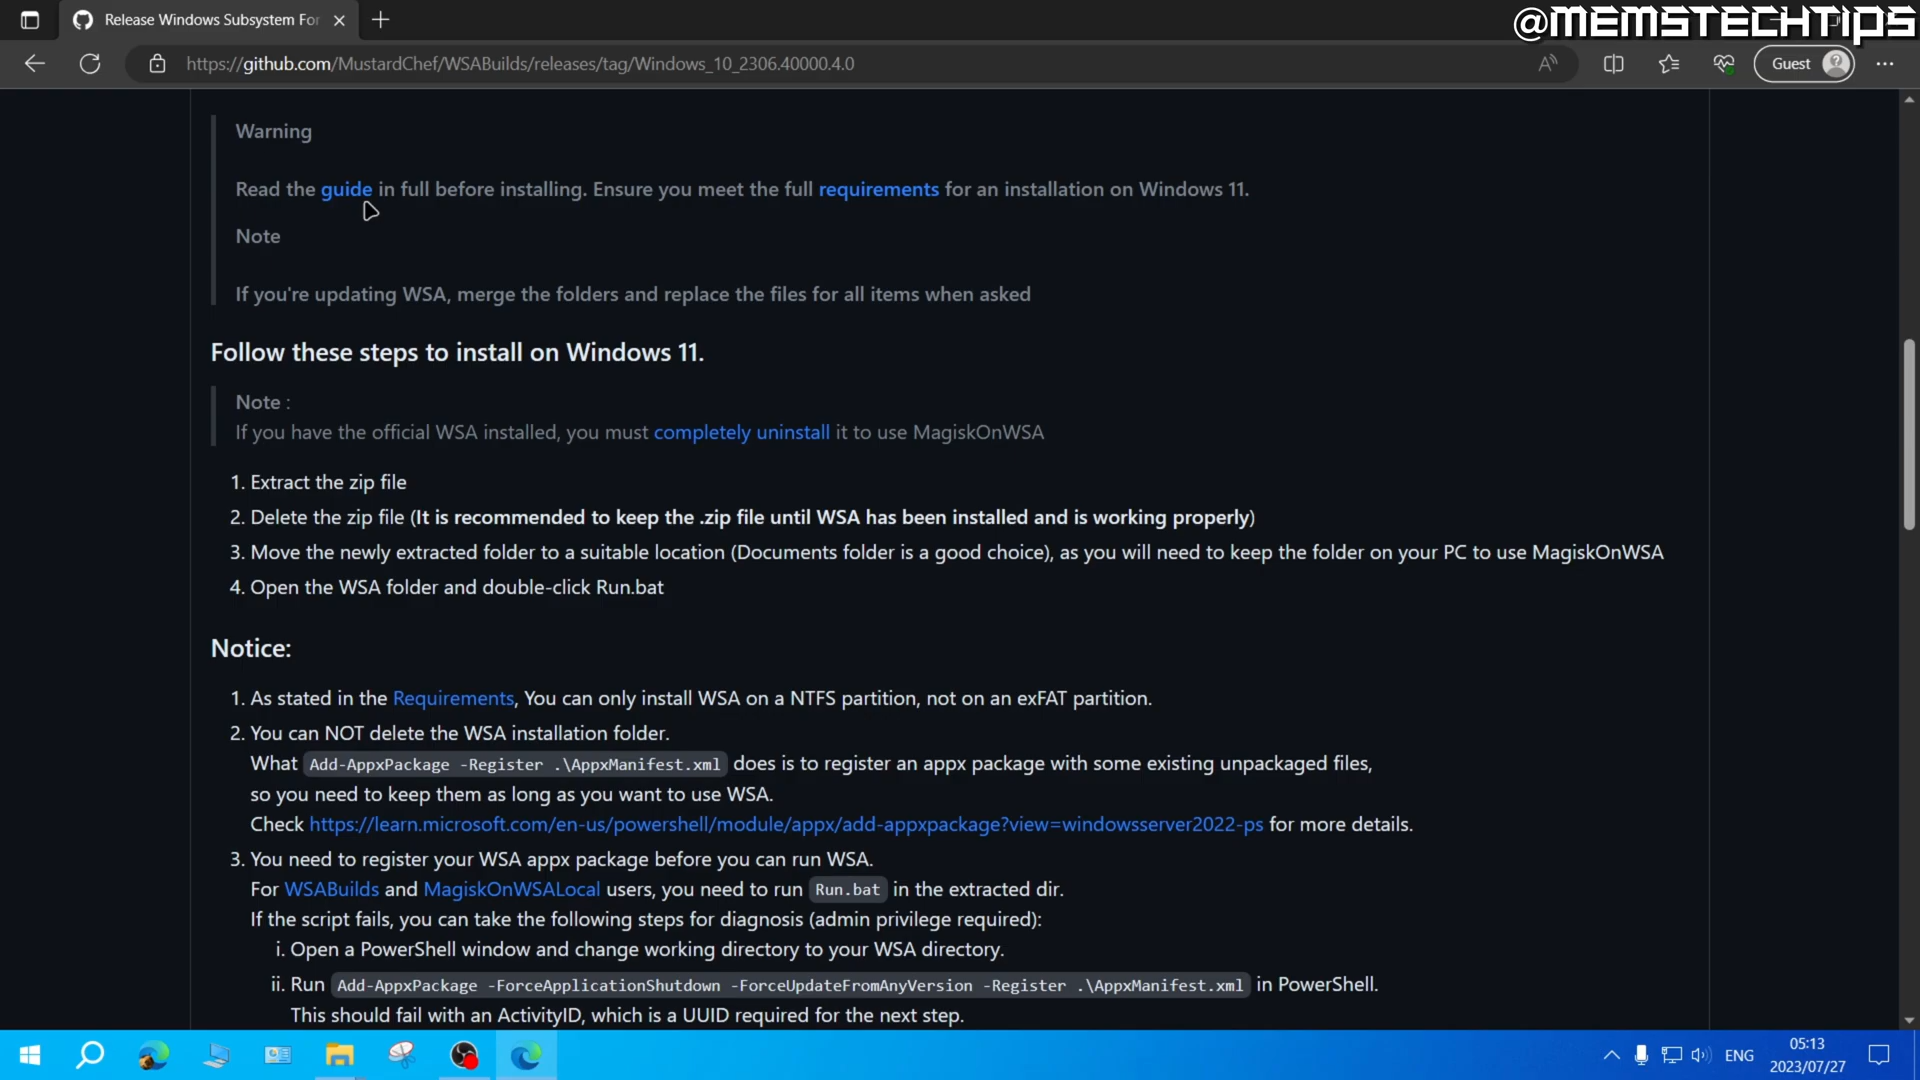 Release Windows Subsystem For
@MEMSTECHTIPS
https://github.com/MustardChef/WSABuilds/releases/tag/Windows_10_2306.40000.4.0
Guest
Warning
Read the guide in full before installing. Ensure you meet the full requirements for an installation on Windows 11.
Note
If you're updating WSA, merge the folders and replace the files for all items when asked
Follow these steps to install on Windows 11.
Note :
If you have the official WSA installed, you must completely uninstall it to use MagiskOnWSA
1. Extract the zip file
2. Delete the zip file (It is recommended to keep the .zip file until WSA has been installed and is working properly)
3. Move the newly extracted folder to a suitable location (Documents folder is a good choice), as you will need to keep the folder on your PC to use MagiskOnWSA
4. Open the WSA folder and double-click Run.bat
Notice:
1. As stated in the Requirements, You can only install WSA on a NTFS partition, not on an exFAT partition.
2. You can NOT delete the WSA installation folder.
What Add-AppxPackage -Register .\AppxManifest.xml does is to register an appx package with some existing unpackaged files,
so you need to keep them as long as you want to use WSA.
Check https://learn.microsoft.com/en-us/powershell/module/appx/add-appxpackage?view=windowsserver2022-ps for more details.
3. You need to register your WSA appx package before you can run WSA.
For WSABuilds and MagiskOnWSALocal users, you need to run Run.bat in the extracted dir.
If the script fails, you can take the following steps for diagnosis (admin privilege required):
i. Open a PowerShell window and change working directory to your WSA directory.
ii. Run Add-AppxPackage -ForceApplicationShutdown -ForceUpdateFromAnyVersion -Register .\AppxManifest.xml in PowerShell.
This should fail with an ActivityID, which is a UUID required for the next step.
ENG
05:13
2023/07/27